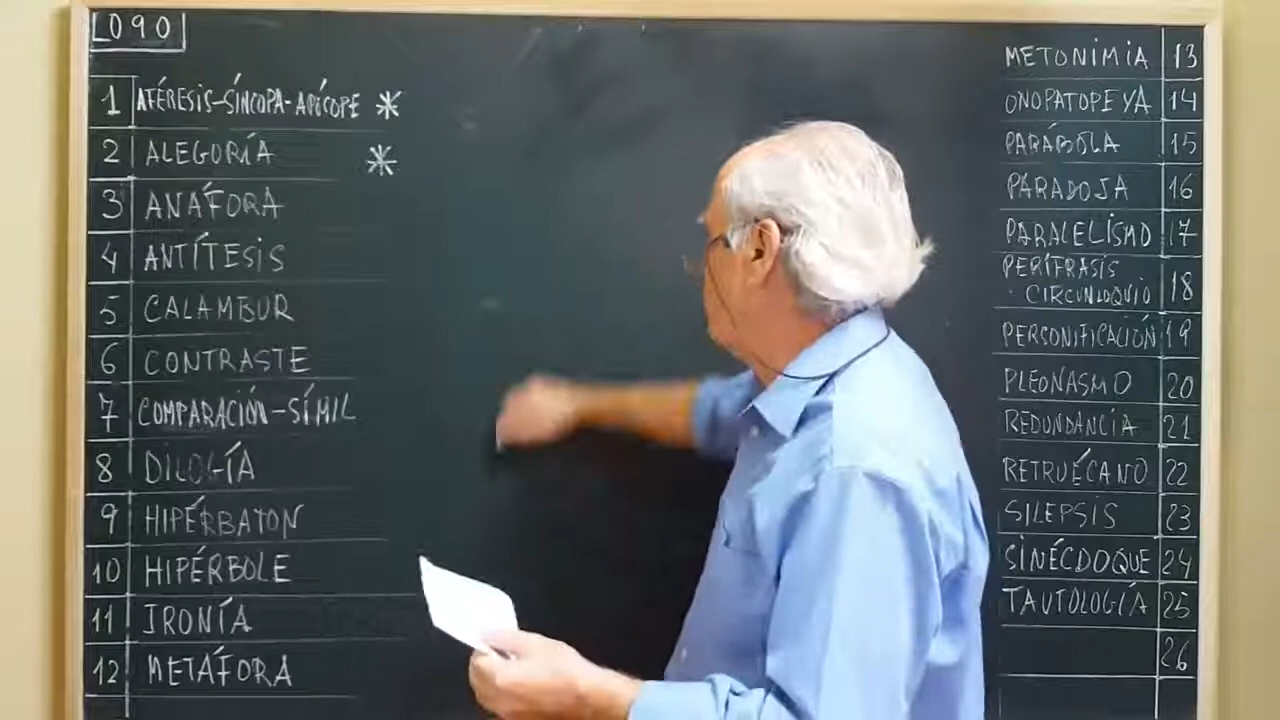 090
1 AFÉRESIS-SÍNCOPA-APÓCOPE *
2 ALEGORÍA *
3 ANÁFORA
4 ANTÍTESIS
5 CALAMBUR
6 CONTRASTE
7 COMPARACIÓN-SÍMIL
8 DILOGÍA
9 HIPÉRBATON
10 HIPÉRBOLE
11 IRONÍA
12 METÁFORA
METONIMIA 13
ONOPATOPEYA 14
PARÁBOLA 15
PARADOJA 16
PARALELISMO 17
PERÍFRASIS
CIRCUNLOQUIO 18
PERSONIFICACIÓN 19
PLEONASMO 20
REDUNDANCIA 21
RETRUÉCANO 22
SILEPSIS 23
SINÉCDOQUE 24
TAUTOLOGÍA 25
26